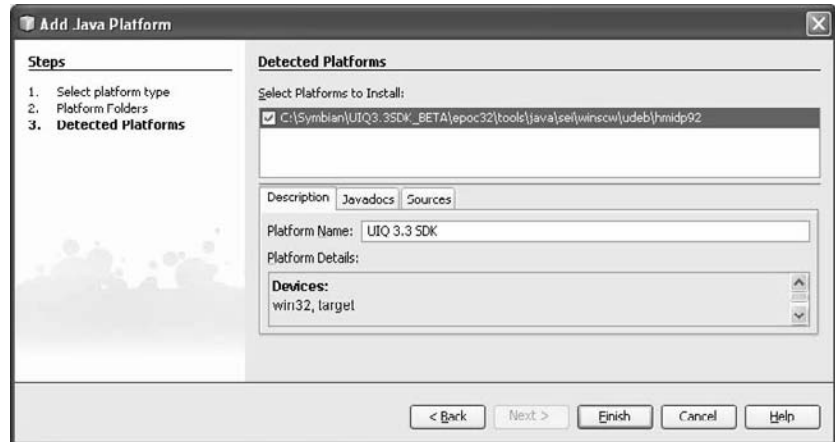 Add Java Platform
Steps
1. Select platform type
2. Platform Folders
3. Detected Platforms
Detected Platforms
Select Platforms to Install:
C:\Symbian\UIQ3.3SDK_BETA\epoc32\tools\java\sei\winscw\udeb\hmidp92
Description Javadocs Sources
Platform Name: UIQ 3.3 SDK
Platform Details:
Devices:
win32, target
< Back Next > Finish Cancel Help